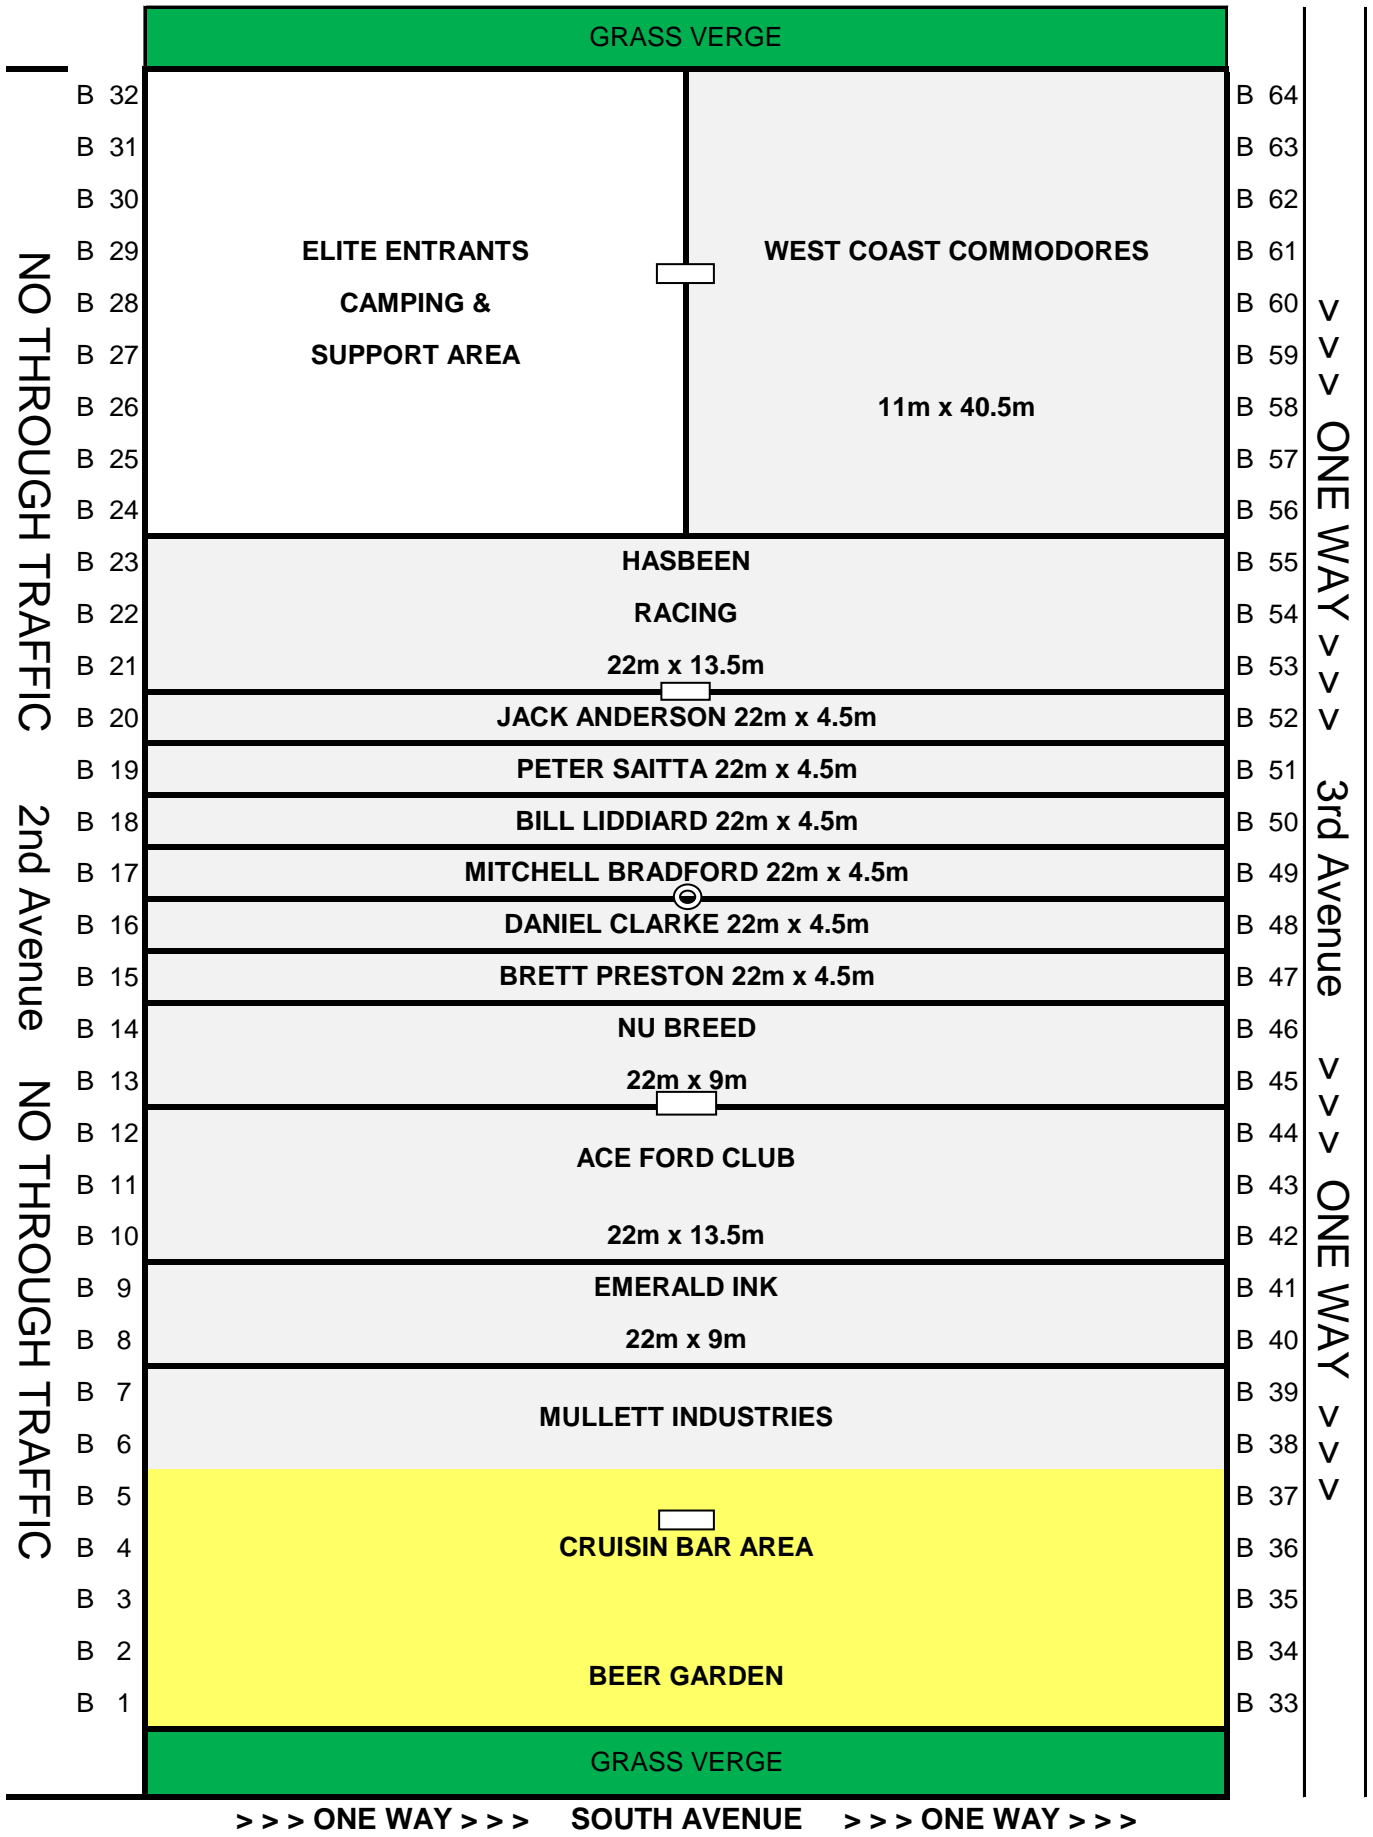 GRASS VERGE
B 32 B 64
B 31 B 63
B 30 B 62
B 29 ELITE ENTRANTS WEST COAST COMMODORES B 61
B 28 CAMPING & B 60
B 27 SUPPORT AREA B 59
B 26 11m x 40.5m B 58
B 25 B 57
B 24 B 56
B 23 HASBEEN B 55
B 22 RACING B 54
B 21 22m x 13.5m B 53
B 20 JACK ANDERSON 22m x 4.5m B 52
B 19 PETER SAITTA 22m x 4.5m B 51
B 18 BILL LIDDIARD 22m x 4.5m B 50
B 17 MITCHELL BRADFORD 22m x 4.5m B 49
B 16 DANIEL CLARKE 22m x 4.5m B 48
B 15 BRETT PRESTON 22m x 4.5m B 47
B 14 NU BREED B 46
B 13 22m x 9m B 45
B 12 B 44
ACE FORD CLUB
B 11 B 43
B 10 22m x 13.5m B 42
B 9 EMERALD INK B 41
B 8 22m x 9m B 40
B 7 B 39
MULLETT INDUSTRIES
B 6 B 38
B 5 B 37
B 4 CRUISIN BAR AREA B 36
B 3 B 35
B 2 B 34
BEER GARDEN
B 1 B 33
GRASS VERGE
> > > ONE WAY > > > SOUTH AVENUE > > > ONE WAY > > >
NO THROUGH TRAFFIC 2nd Avenue NO THROUGH TRAFFIC
> > > ONE WAY > > > 3rd Avenue > > > ONE WAY > > >